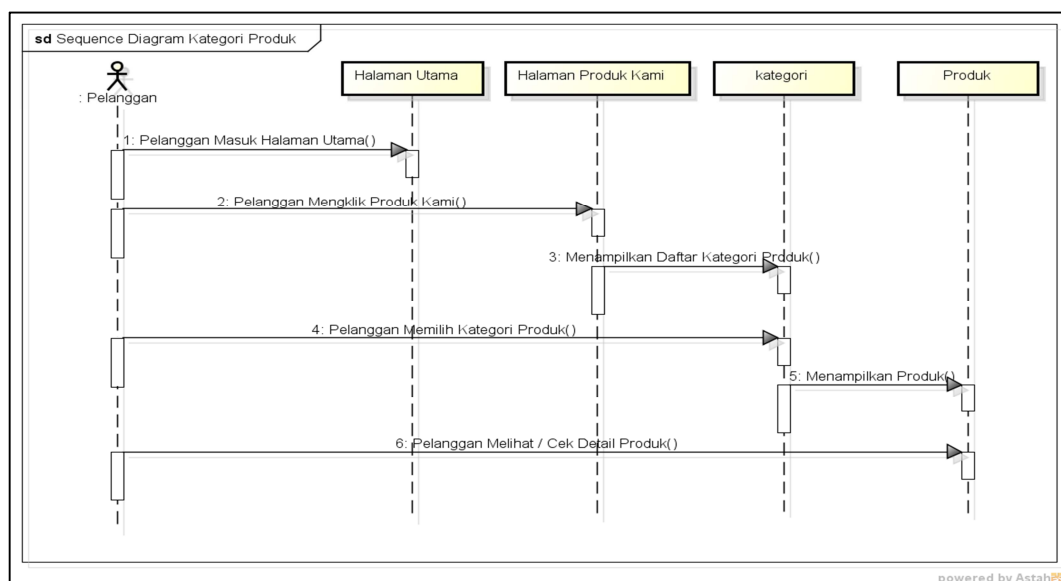 sd Sequence Diagram Kategori Produk
: Pelanggan
Halaman Utama
Halaman Produk Kami
kategori
Produk
1: Pelanggan Masuk Halaman Utama()
2: Pelanggan Mengklik Produk Kami()
3: Menampilkan Daftar Kategori Produk()
4: Pelanggan Memilih Kategori Produk()
5: Menampilkan Produk()
6: Pelanggan Melihat / Cek Detail Produk()
powered by Astah